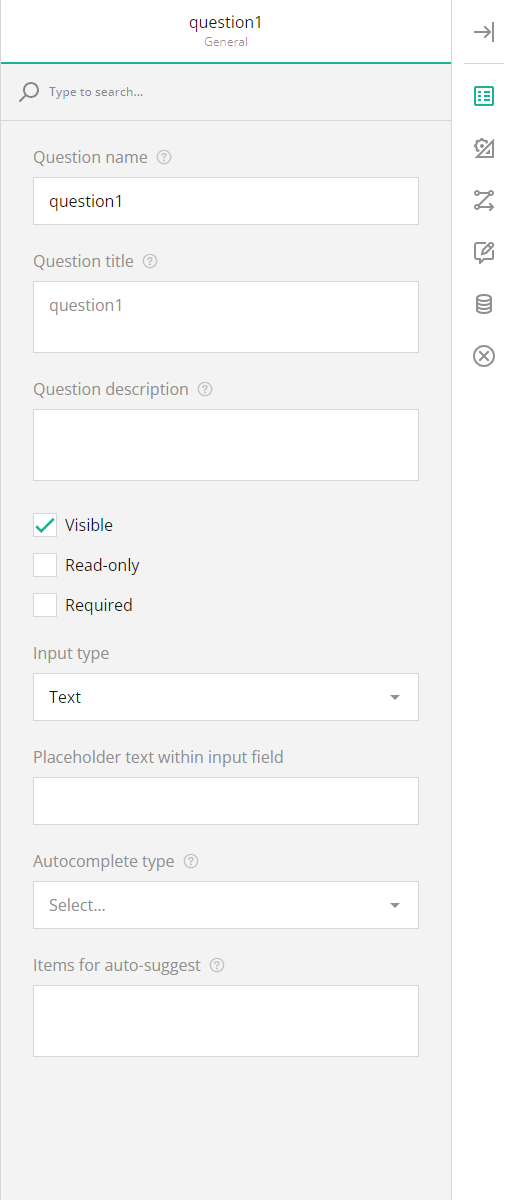 question1
General
Type to search...
Question name
question1
Question title
question1
Question description
Visible
Read-only
Required
Input type
Text
Placeholder text within input field
Autocomplete type
Select...
Items for auto-suggest